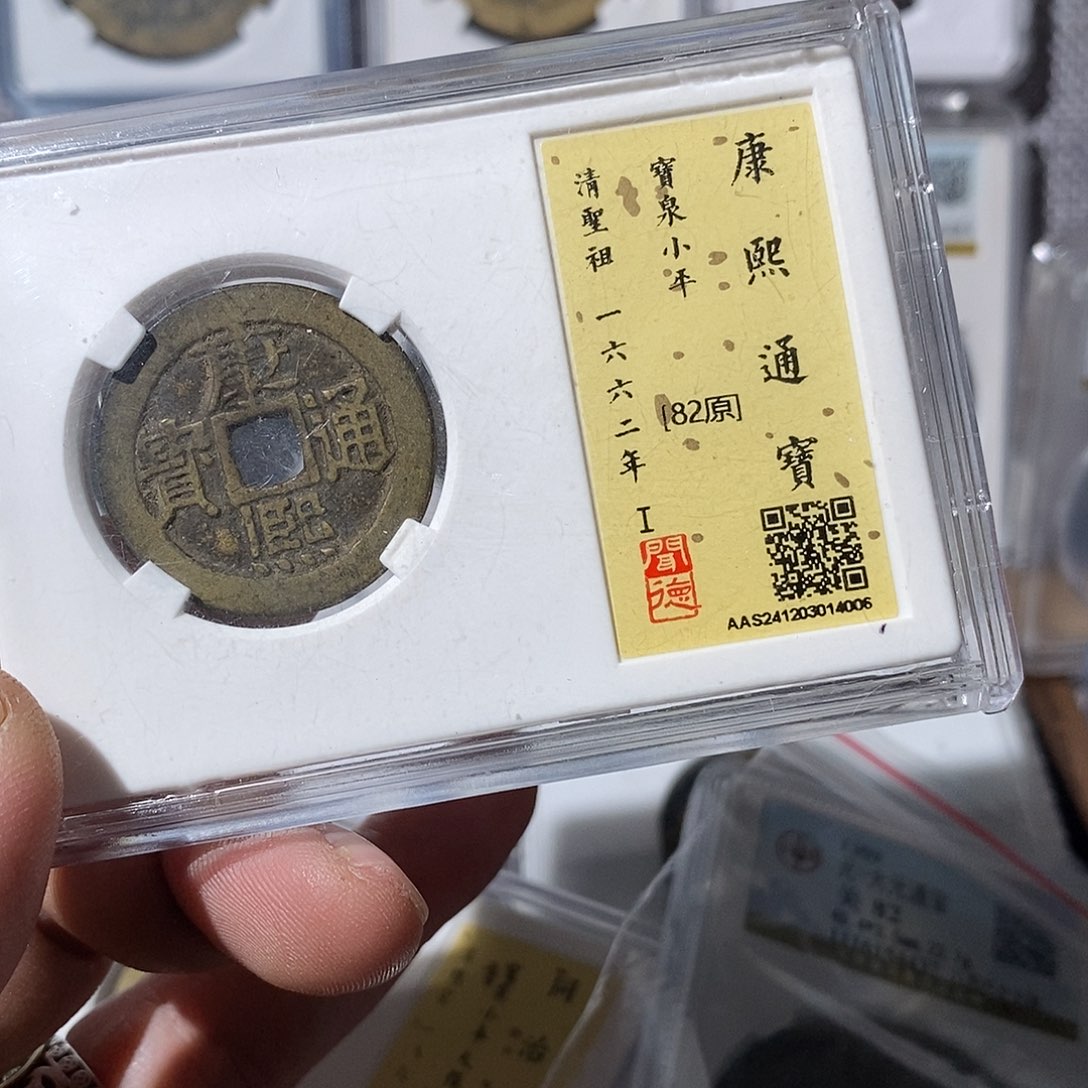 康熙通寶
寶泉小平
[82原]
清聖祖 一六六二年 I
聞德
AAS241203014006
康熙通寶